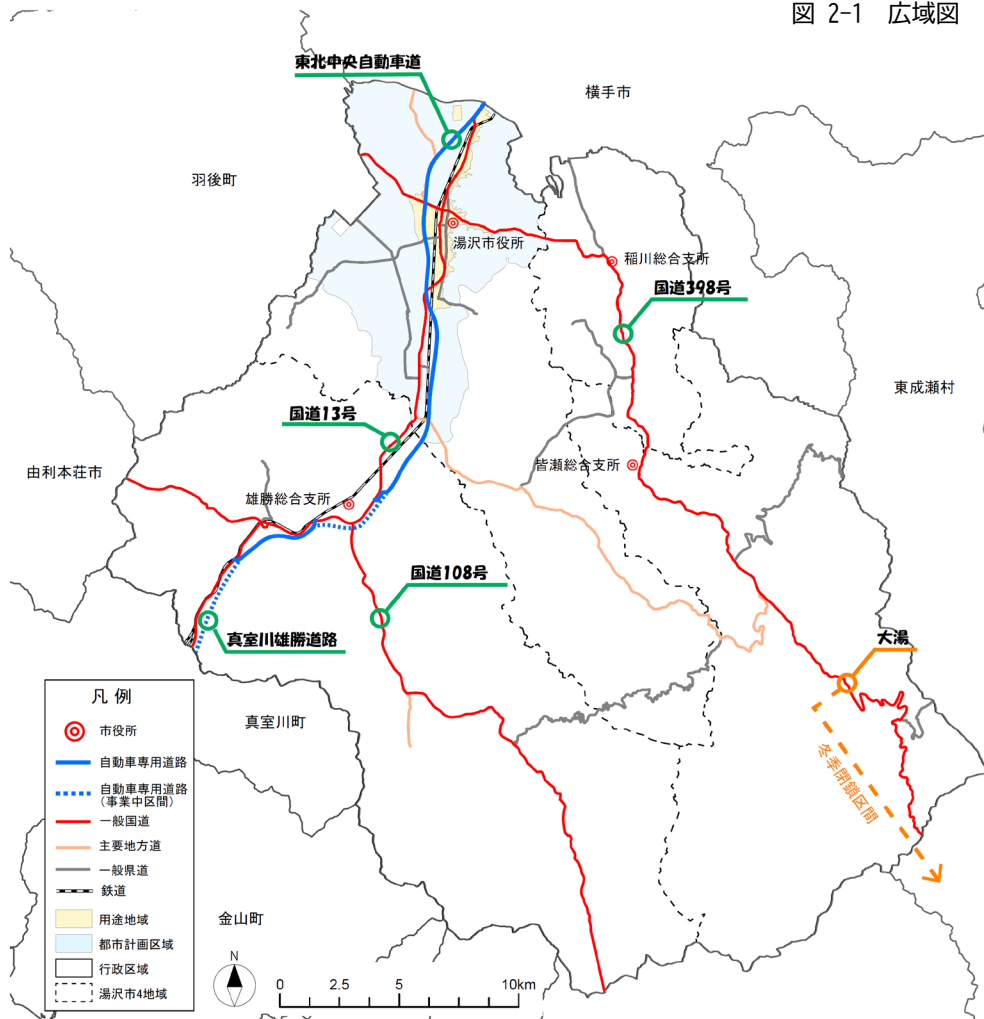 図 2-1 広域図
東北中央自動車道
横手市
羽後町
湯沢市役所
稲川総合支所
国道398号
東成瀬村
国道13号
皆瀬総合支所
由利本荘市
雄勝総合支所
国道108号
真室川雄勝道路
大湯
冬季閉鎖区間
真室川町
金山町
凡 例
市役所
自動車専用道路
自動車専用道路
(事業中区間)
一般国道
主要地方道
一般県道
鉄道
用途地域
都市計画区域
行政区域
湯沢市4地域
N
0 2.5 5 10km